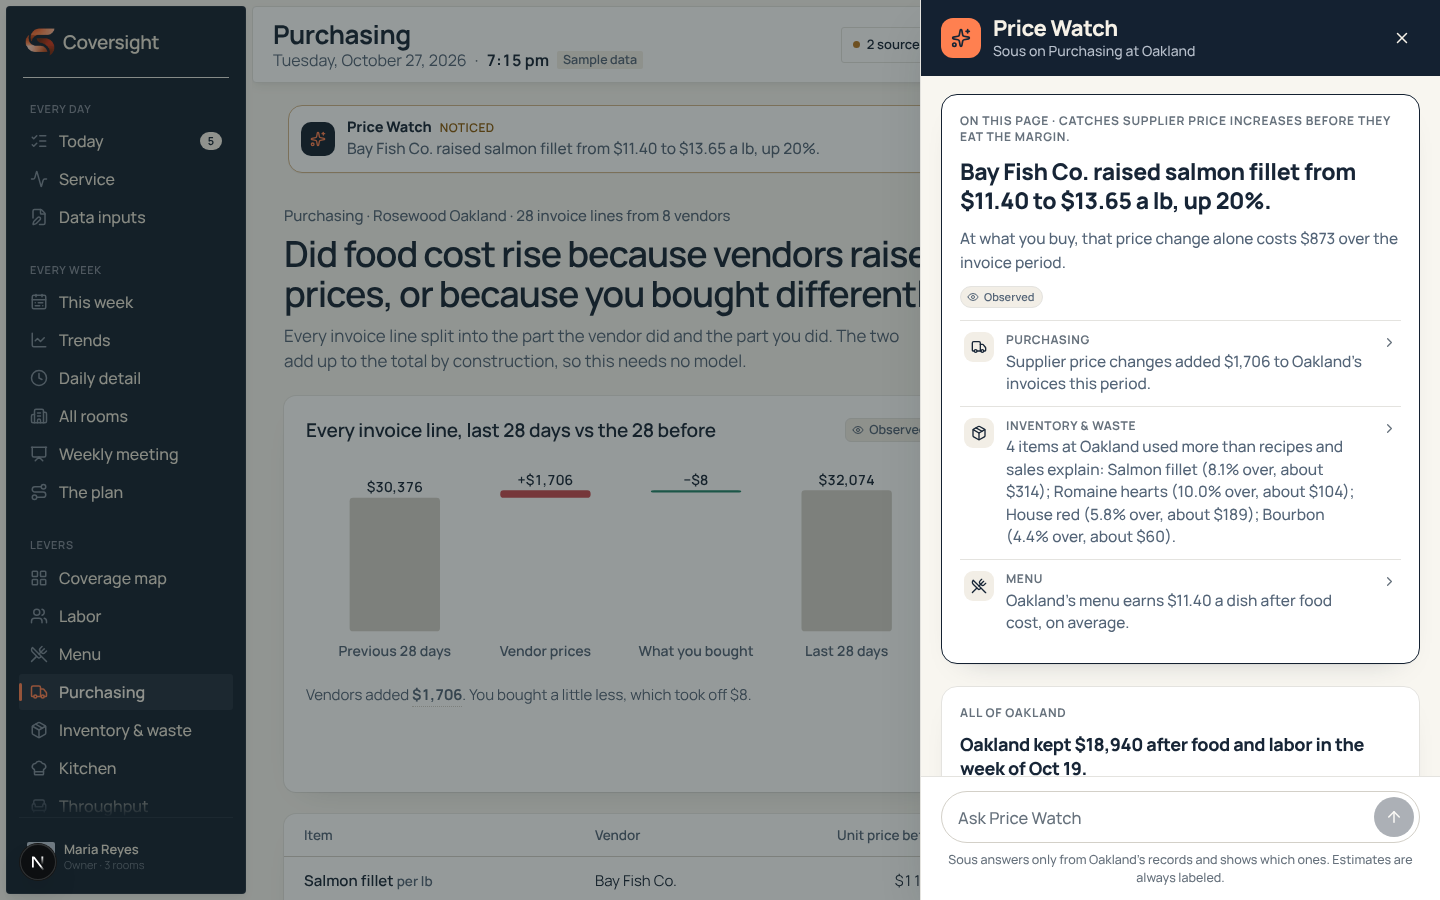 Coversight
EVERY DAY
Today
5
Service
Data inputs
EVERY WEEK
This week
Trends
Daily detail
All rooms
Weekly meeting
The plan
LEVERS
Coverage map
Labor
Menu
Purchasing
Inventory & waste
Kitchen
Throughput
Maria Reyes
Owner · 3 rooms
N
Purchasing
Tuesday, October 27, 2026 · 7:15 pm Sample data
2 source
Price Watch NOTICED
Bay Fish Co. raised salmon fillet from $11.40 to $13.65 a lb, up 20%.
Purchasing · Rosewood Oakland · 28 invoice lines from 8 vendors
Did food cost rise because vendors raise
prices, or because you bought different
Every invoice line split into the part the vendor did and the part you did. The two
add up to the total by construction, so this needs no model.
Every invoice line, last 28 days vs the 28 before
Observe
$30,376
+$1,706
−$8
$32,074
Previous 28 days
Vendor prices
What you bought
Last 28 days
Vendors added $1,706. You bought a little less, which took off $8.
Item
Vendor
Unit price be
Salmon fillet per lb
Bay Fish Co.
$11
Price Watch
Sous on Purchasing at Oakland
ON THIS PAGE · CATCHES SUPPLIER PRICE INCREASES BEFORE THEY
EAT THE MARGIN.
Bay Fish Co. raised salmon fillet from
$11.40 to $13.65 a lb, up 20%.
At what you buy, that price change alone costs $873 over the
invoice period.
Observed
PURCHASING
Supplier price changes added $1,706 to Oakland's
invoices this period.
INVENTORY & WASTE
4 items at Oakland used more than recipes and
sales explain: Salmon fillet (8.1% over, about
$314); Romaine hearts (10.0% over, about $104);
House red (5.8% over, about $189); Bourbon
(4.4% over, about $60).
MENU
Oakland's menu earns $11.40 a dish after food
cost, on average.
ALL OF OAKLAND
Oakland kept $18,940 after food and labor in the
week of Oct 19.
Ask Price Watch
Sous answers only from Oakland's records and shows which ones. Estimates are
always labeled.